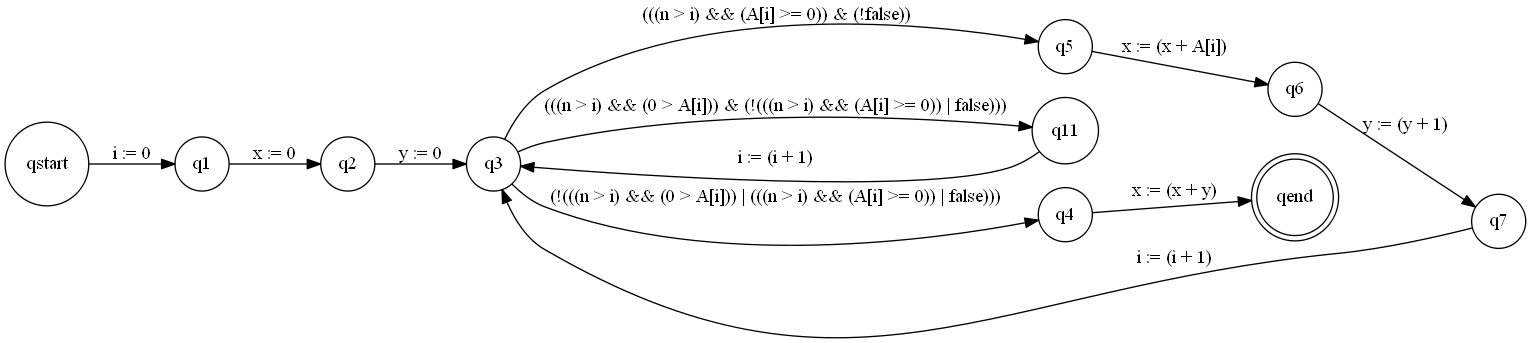 (((n > i) && (A[i] >= 0)) & (!false))
q5
x := (x + A[i])
q6
(((n > i) && (0 > A[i])) & (!(((n > i) && (A[i] >= 0)) | false)))
q11
y := (y + 1)
qstart
i := 0
q1
x := 0
q2
y := 0
q3
i := (i + 1)
(!(((n > i) && (0 > A[i])) | (((n > i) && (A[i] >= 0)) | false)))
q4
x := (x + y)
qend
q7
i := (i + 1)